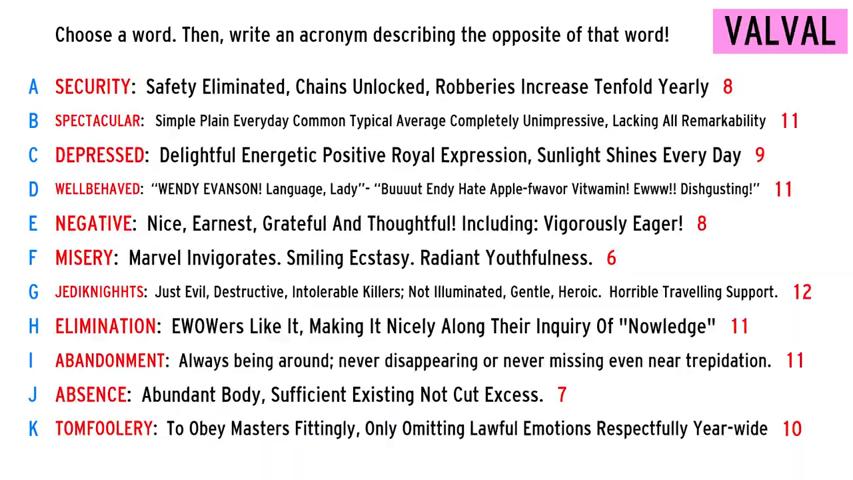 Choose a word. Then, write an acronym describing the opposite of that word!
VALVAL
A SECURITY: Safety Eliminated, Chains Unlocked, Robberies Increase Tenfold Yearly 8
B SPECTACULAR: Simple Plain Everyday Common Typical Average Completely Unimpressive, Lacking All Remarkability 11
C DEPRESSED: Delightful Energetic Positive Royal Expression, Sunlight Shines Every Day 9
D WELLBEHAVED: “WENDY EVANSON! Language, Lady”- “Buuuut Endy Hate Apple-fwavor Vitwamin! Ewww!! Dishgusting!” 11
E NEGATIVE: Nice, Earnest, Grateful And Thoughtful! Including: Vigorously Eager! 8
F MISERY: Marvel Invigorates. Smiling Ecstasy. Radiant Youthfulness. 6
G JEDIKNIGHHTS: Just Evil, Destructive, Intolerable Killers; Not Illuminated, Gentle, Heroic. Horrible Travelling Support. 12
H ELIMINATION: EWOWers Like It, Making It Nicely Along Their Inquiry Of "Nowledge" 11
I ABANDONMENT: Always being around; never disappearing or never missing even near trepidation. 11
J ABSENCE: Abundant Body, Sufficient Existing Not Cut Excess. 7
K TOMFOOLERY: To Obey Masters Fittingly, Only Omitting Lawful Emotions Respectfully Year-wide 10